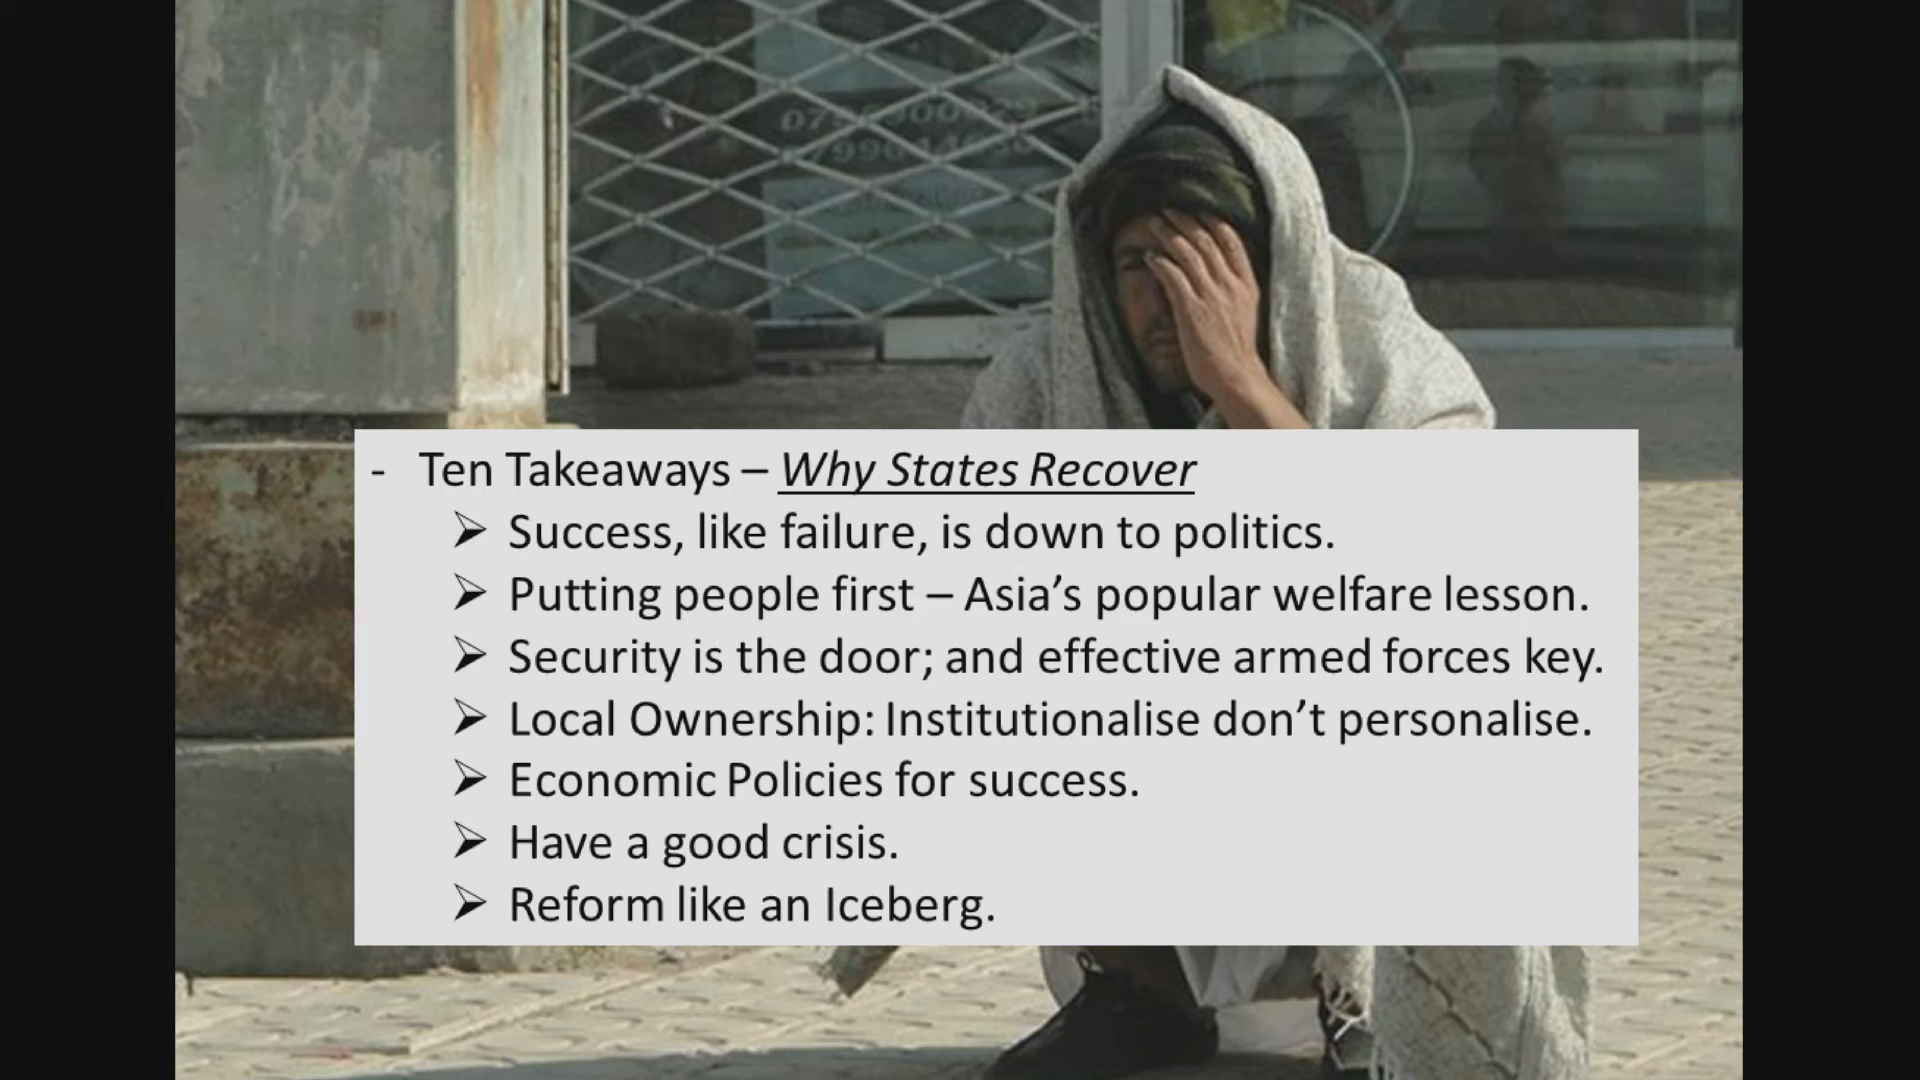 - Ten Takeaways – Why States Recover
➢ Success, like failure, is down to politics.
➢ Putting people first – Asia’s popular welfare lesson.
➢ Security is the door; and effective armed forces key.
➢ Local Ownership: Institutionalise don’t personalise.
➢ Economic Policies for success.
➢ Have a good crisis.
➢ Reform like an Iceberg.